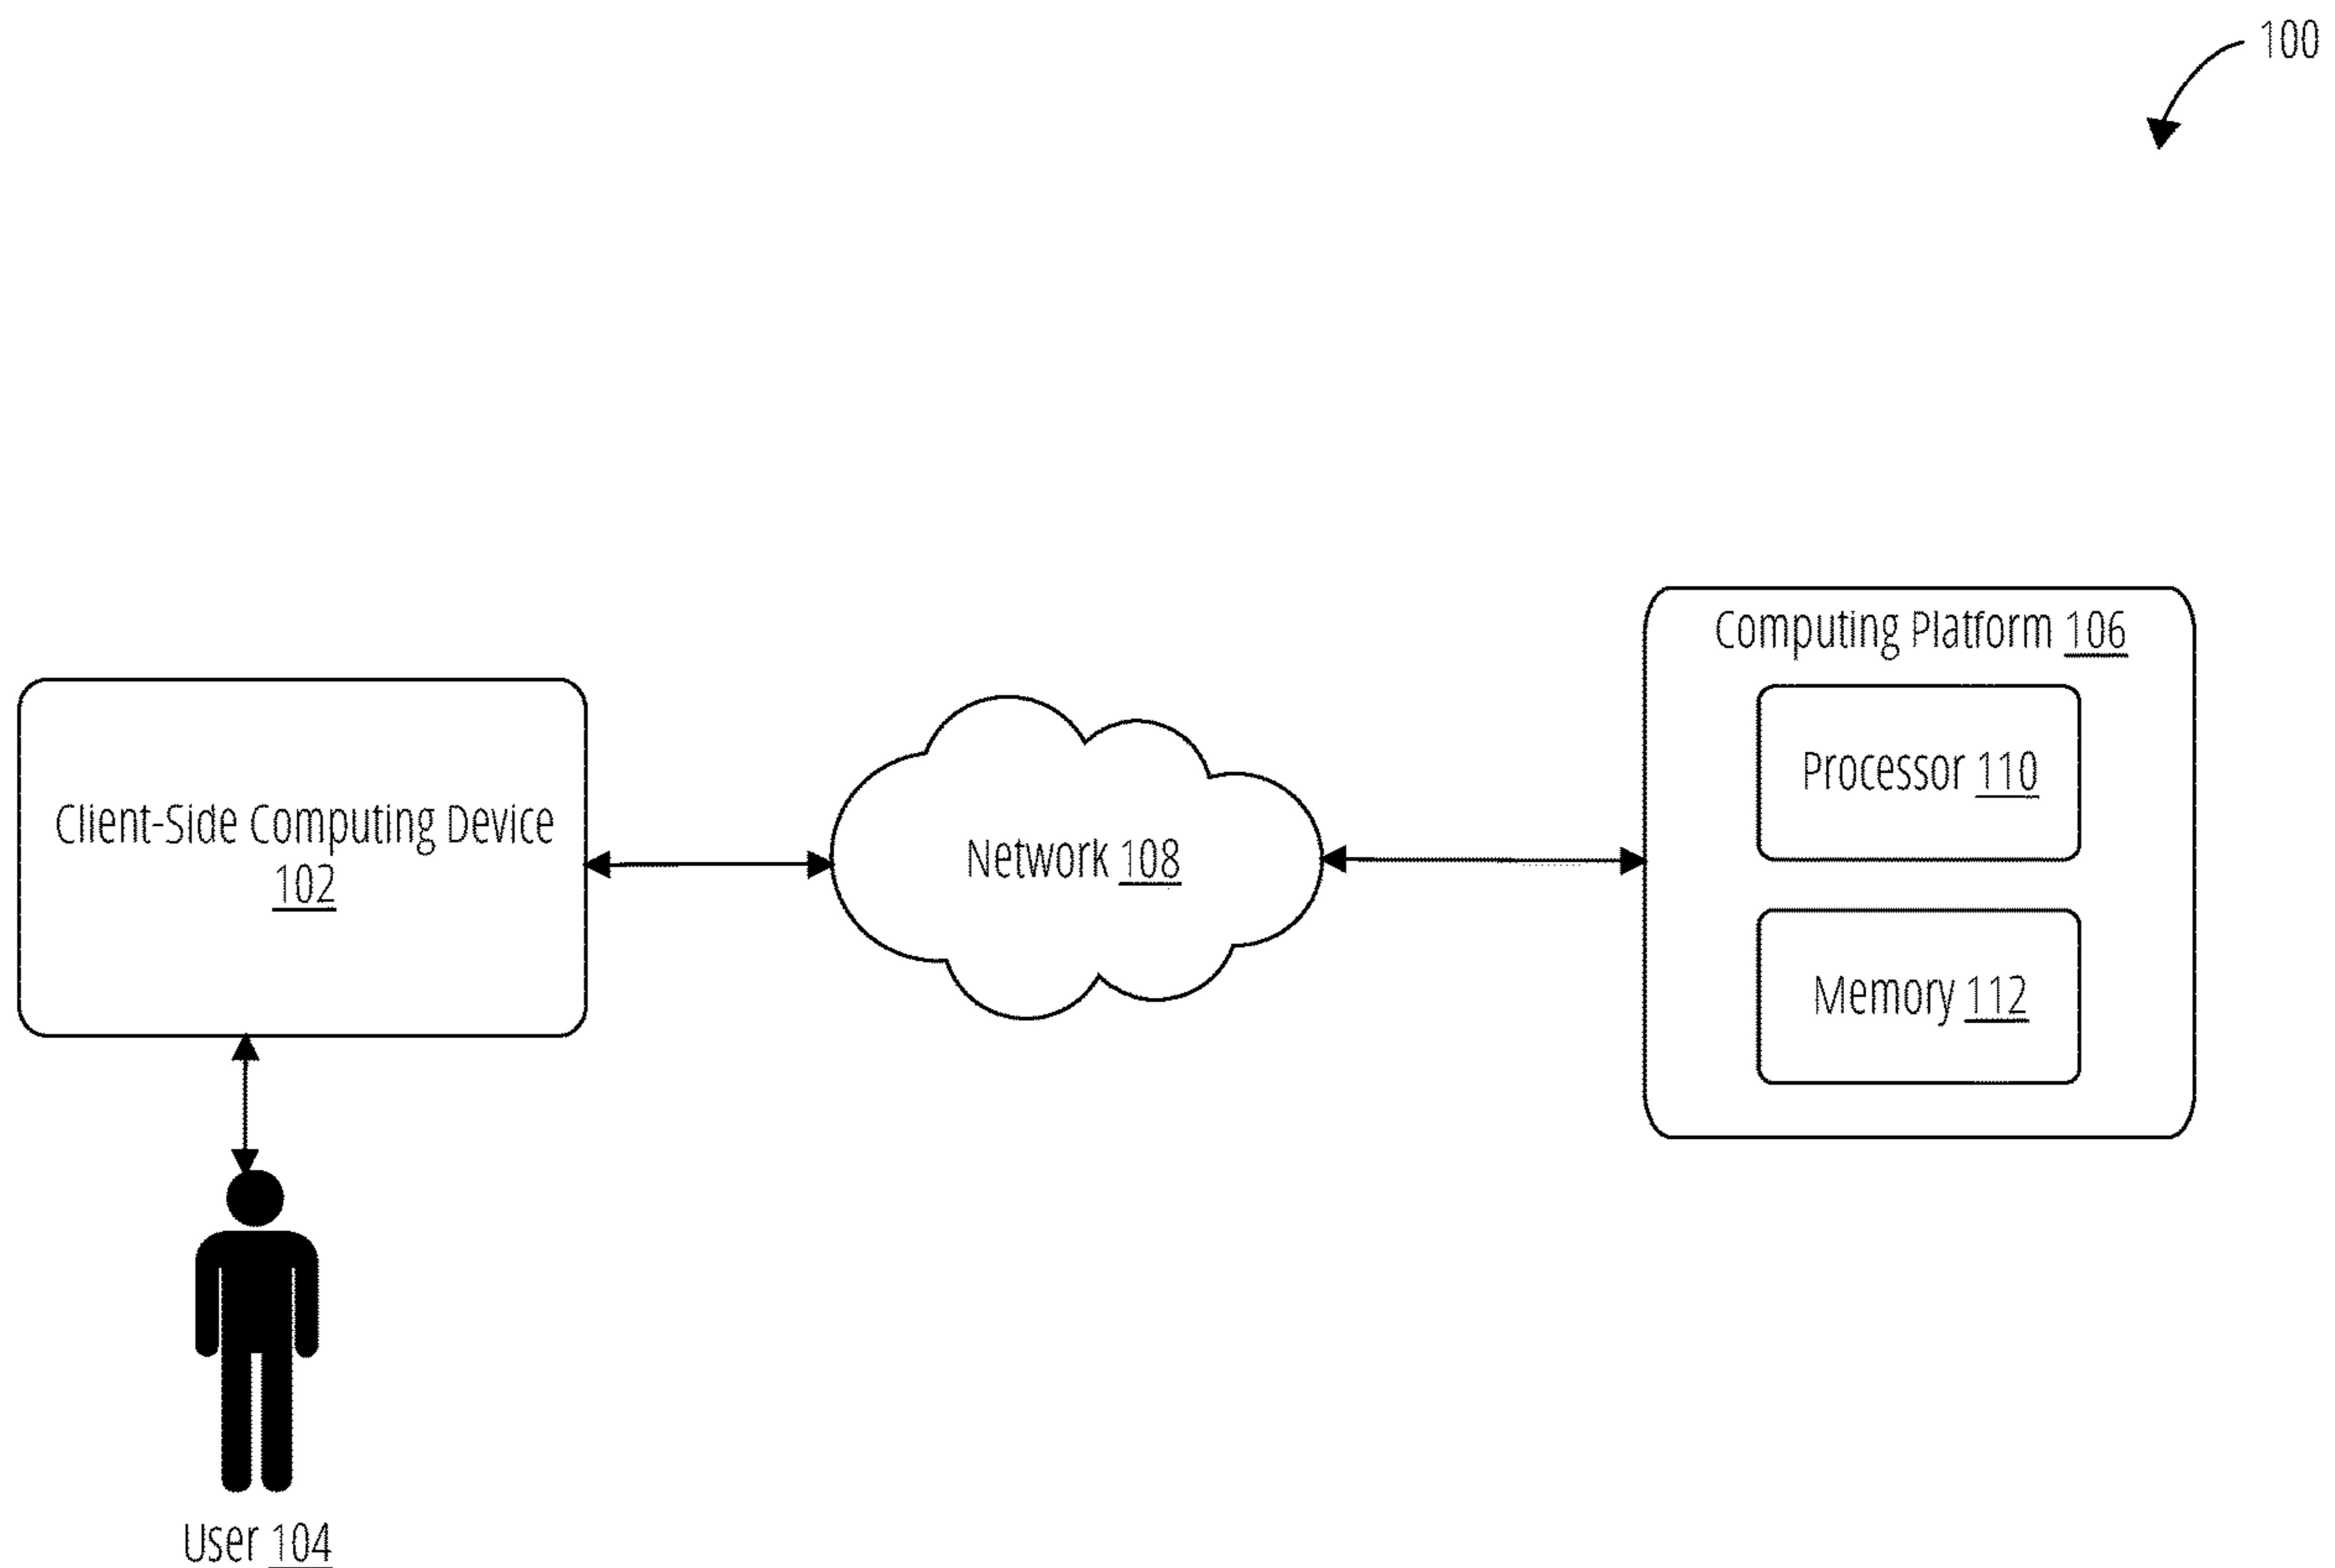 100
Computing Platform 106
Processor 110
Client-Side Computing Device
102
Network 108
Memory 112
User 104